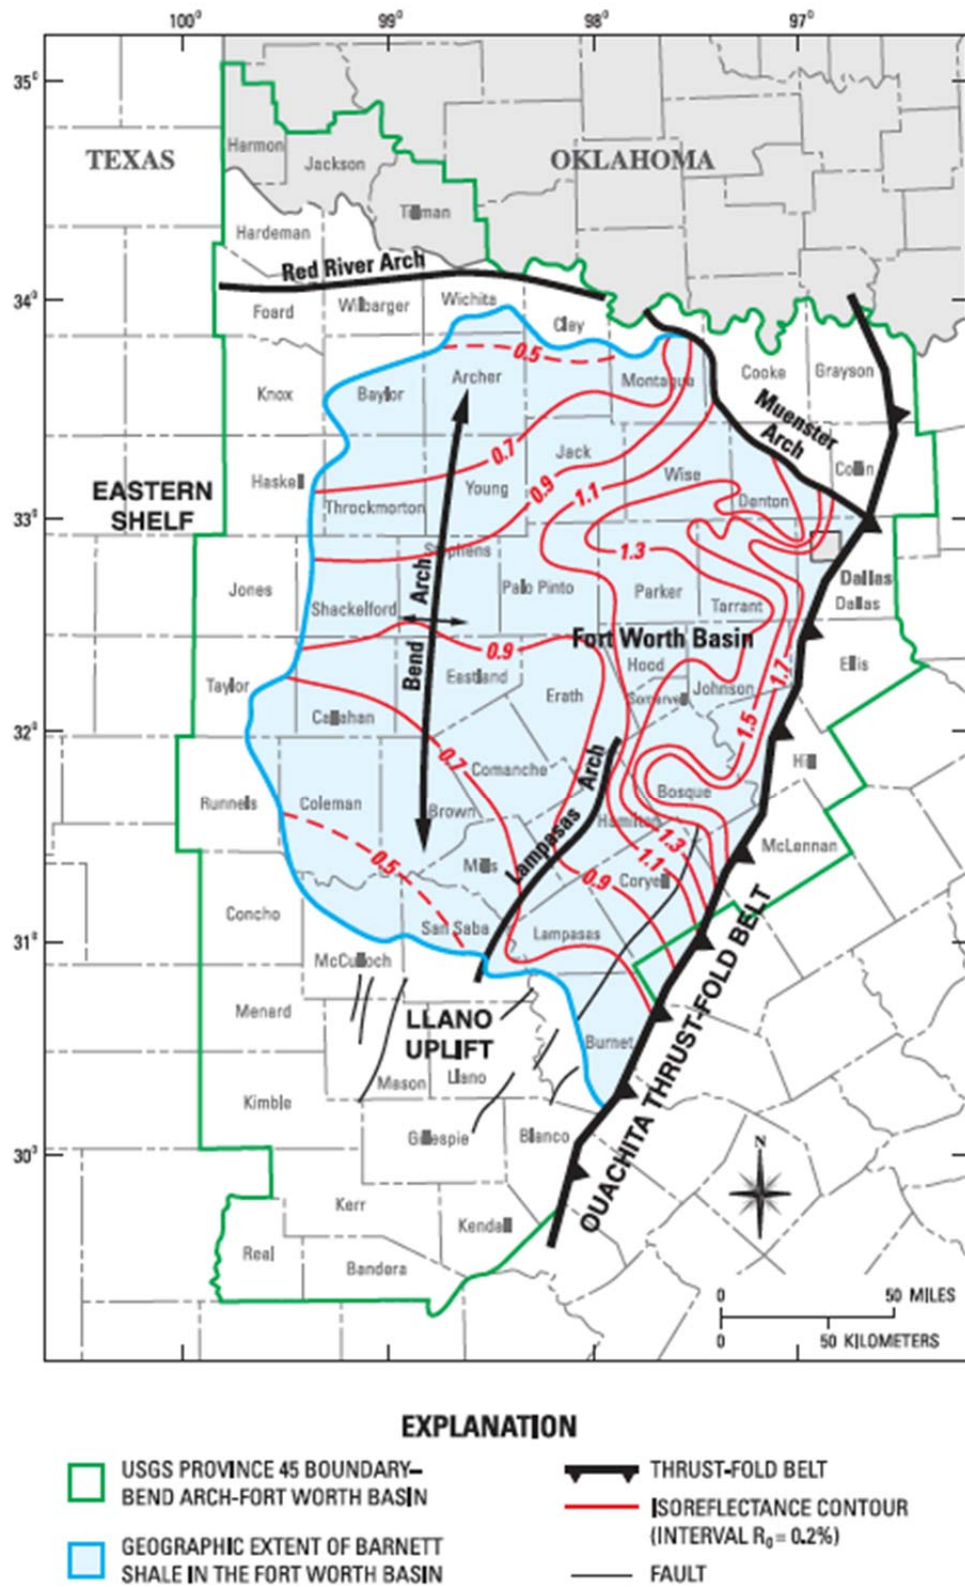 100° 99° 98° 97°
35°
TEXAS
OKLAHOMA
Harmon
Jackson
Tillman
Hardeman
Red River Arch
34°
Foard
Wilbarger
Wichita
Clay
0.5
Knox
Baylor
Archer
Montague
Cooke
Grayson
Muenster
Arch
0.7
Jack
Wise
Collin
Haskell
Throckmorton
Young
0.9
1.1
Denton
EASTERN
SHELF
33°
Stephens
1.3
Jones
Shackelford
Palo Pinto
Parker
Tarrant
Dallas
Dallas
Bend Arch
0.9
Fort Worth Basin
Taylor
Callahan
Eastland
Erath
Hood
Somervell
Johnson
1.7
Ellis
32°
0.7
Comanche
1.5
Hill
Runnels
Coleman
Brown
Lampasas Arch
Bosque
Hamilton
1.3
McLennan
0.5
Mills
1.1
0.9
Coryell
Concho
San Saba
Lampasas
31°
McCulloch
Menard
LLANO
UPLIFT
Burnet
Mason
Llano
Kimble
Gillespie
Blanco
30°
OUACHITA THRUST-FOLD BELT
N
Kerr
Kendall
Real
Bandera
0 50 MILES
0 50 KILOMETERS
EXPLANATION
USGS PROVINCE 45 BOUNDARY–
BEND ARCH-FORT WORTH BASIN
GEOGRAPHIC EXTENT OF BARNETT
SHALE IN THE FORT WORTH BASIN
THRUST-FOLD BELT
ISOREFLECTANCE CONTOUR
(INTERVAL R₀ = 0.2%)
FAULT